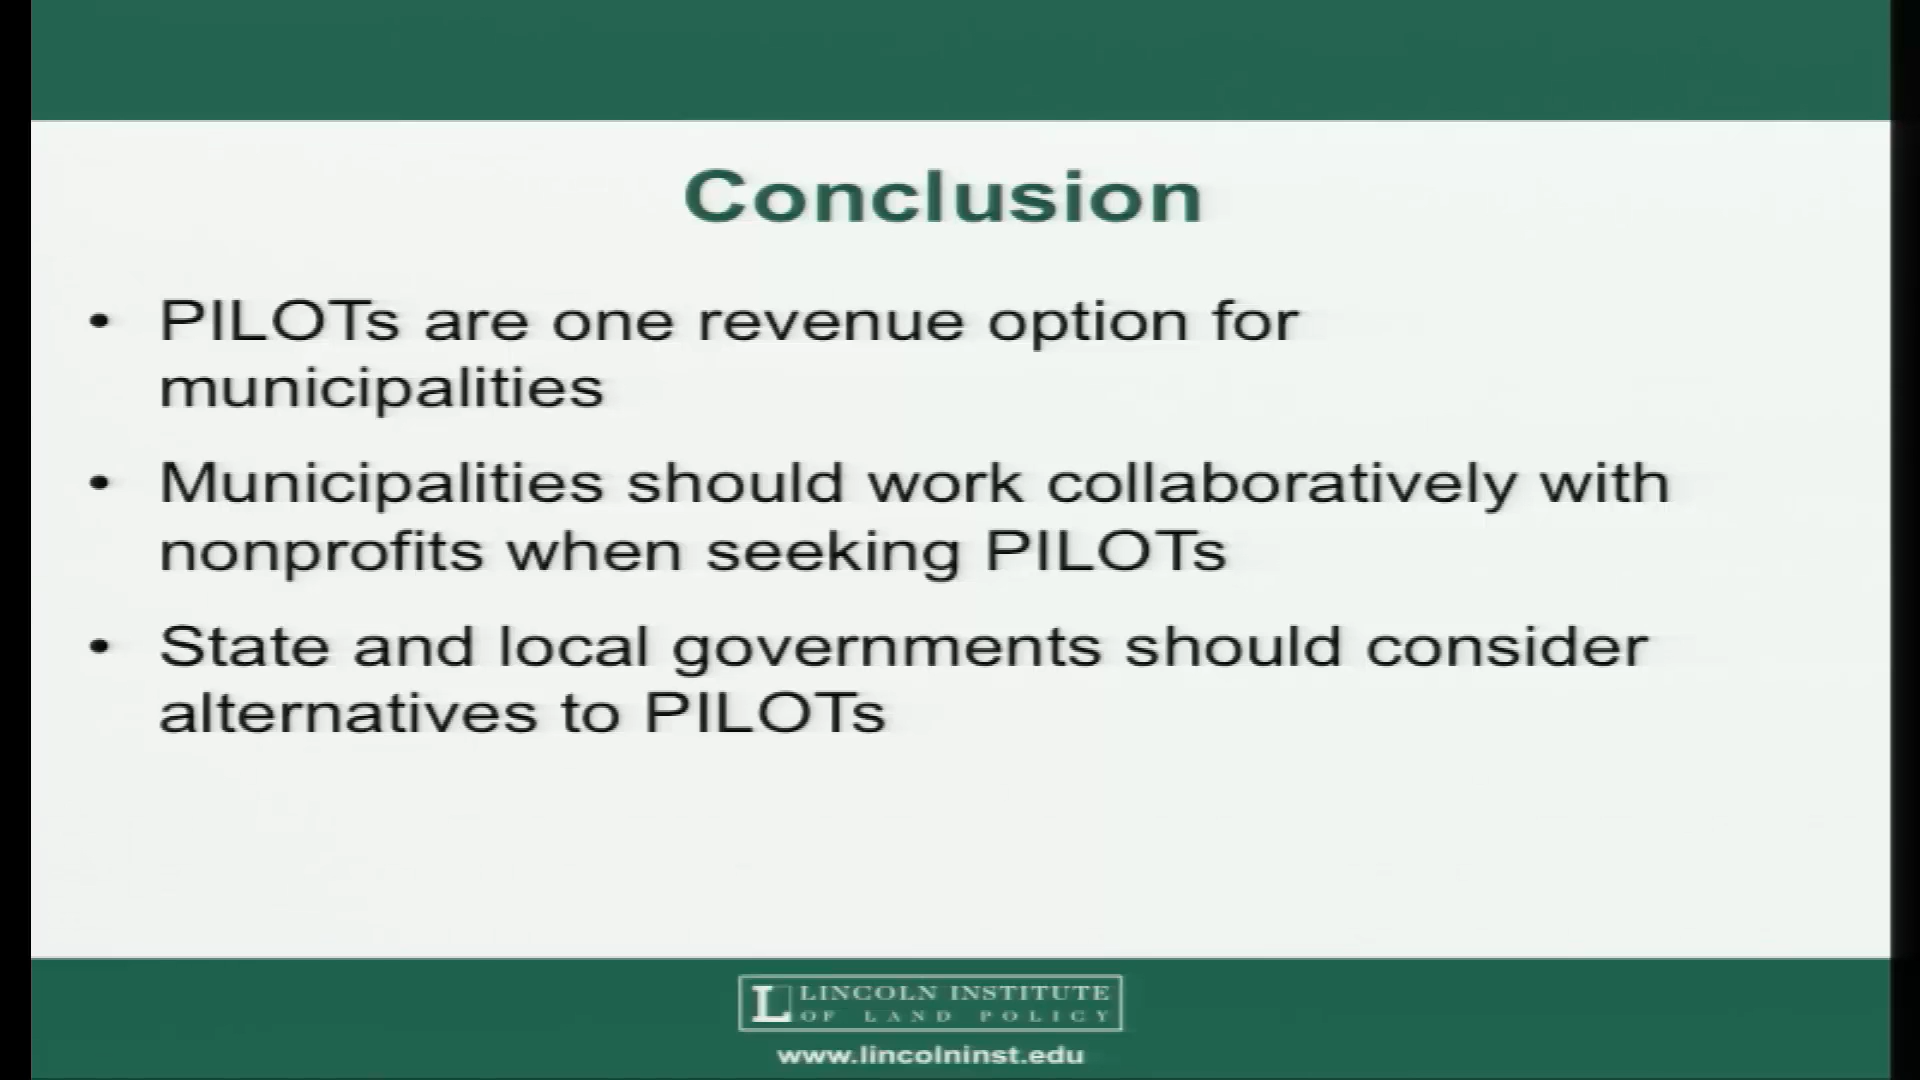 Conclusion
• PILOTs are one revenue option for
municipalities
• Municipalities should work collaboratively with
nonprofits when seeking PILOTs
• State and local governments should consider
alternatives to PILOTs
L LINCOLN INSTITUTE
OF LAND POLICY
www.lincolninst.edu